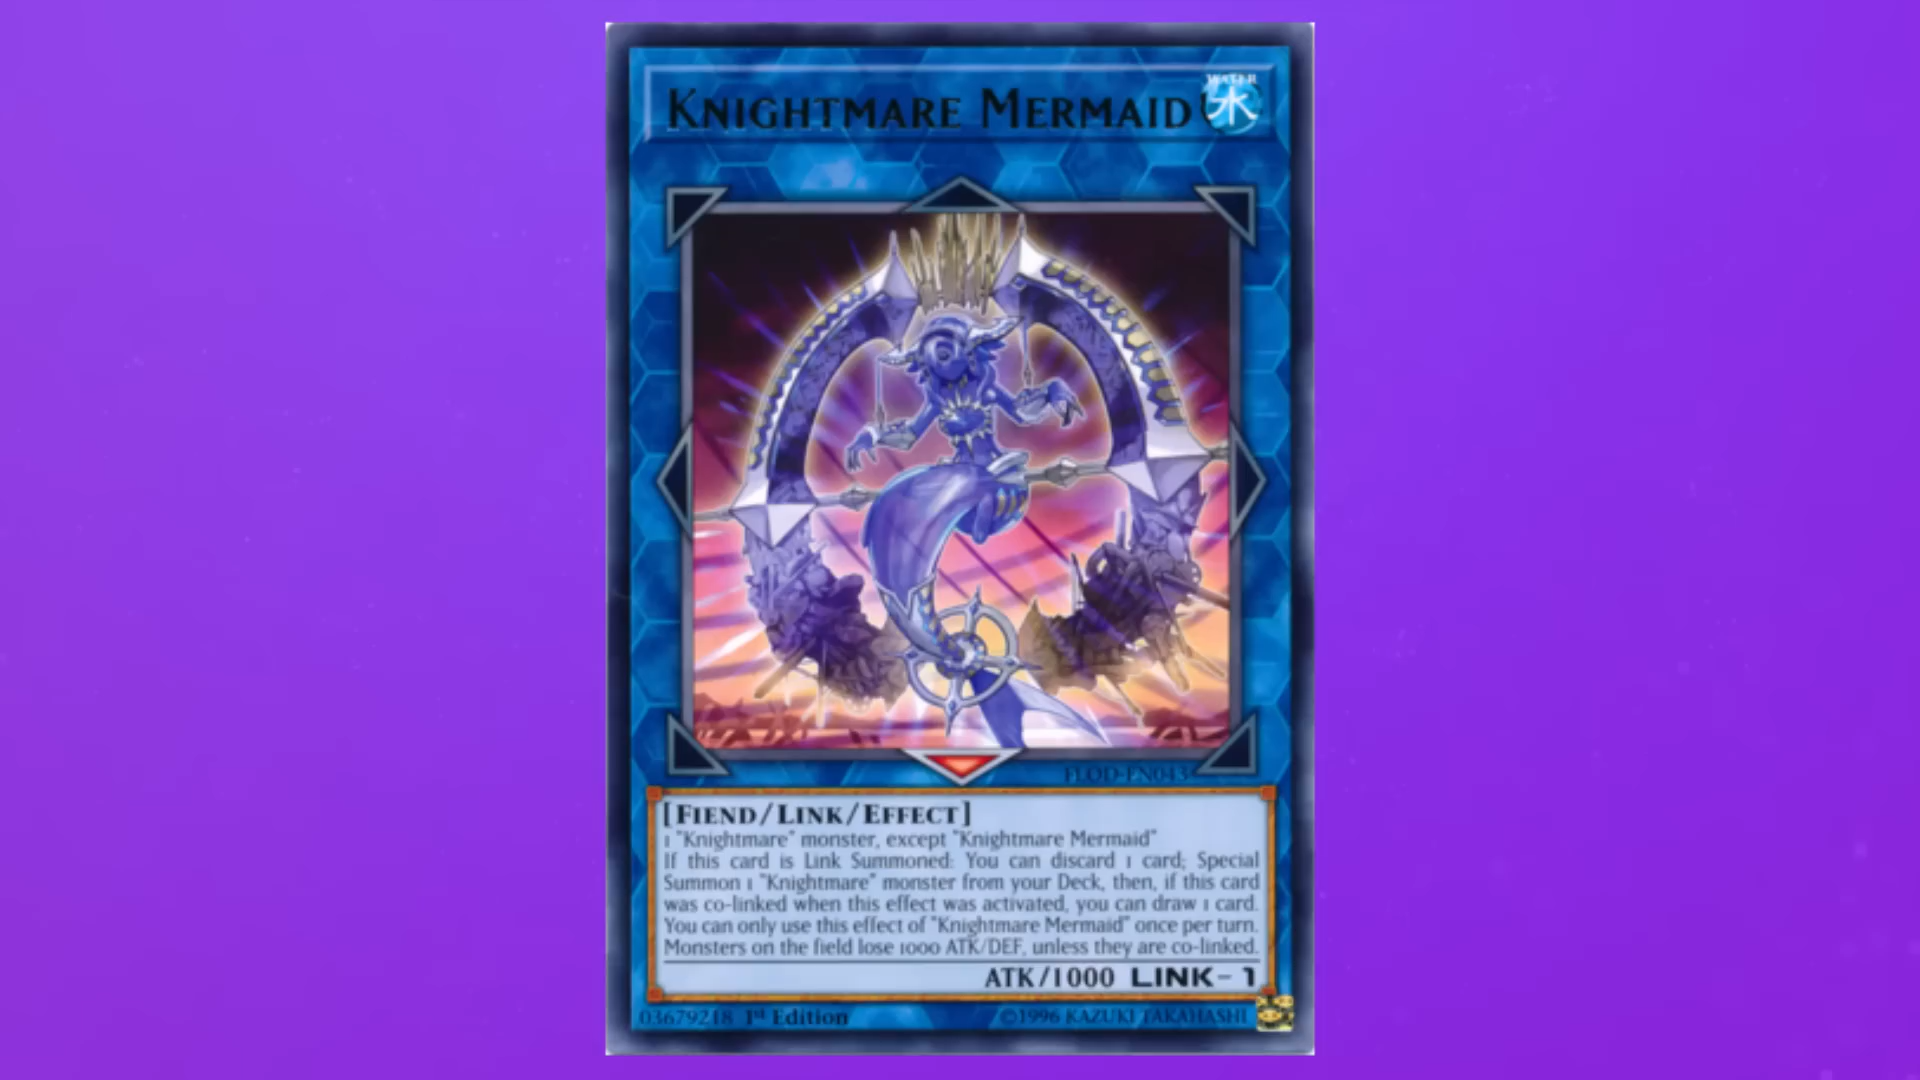 KNIGHTMARE MERMAID
WATER
水
FLOD-EN043
[FIEND/LINK/EFFECT]
1 "Knightmare" monster, except "Knightmare Mermaid"
If this card is Link Summoned: You can discard 1 card; Special
Summon 1 "Knightmare" monster from your Deck, then, if this card
was co-linked when this effect was activated, you can draw 1 card.
You can only use this effect of "Knightmare Mermaid" once per turn.
Monsters on the field lose 1000 ATK/DEF, unless they are co-linked.
ATK/1000 LINK-1
03679218 1st Edition ©1996 KAZUKI TAKAHASHI